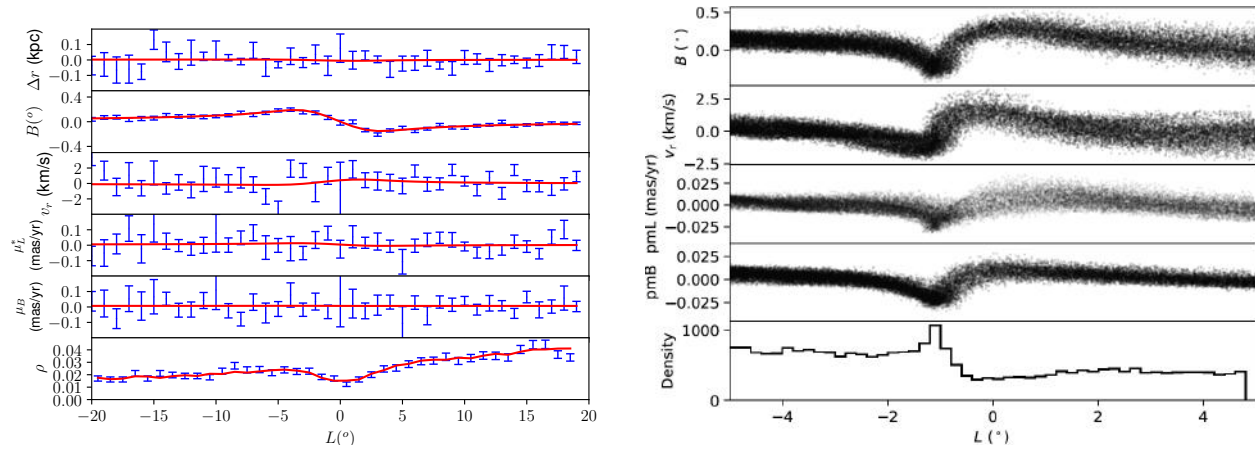 Δr (kpc)
0.1
0.0
−0.1
B(°)
0.4
0.0
−0.4
v_r (km/s)
2
0
−2
μ*_L (mas/yr)
0.1
0.0
−0.1
μ_B (mas/yr)
0.1
0.0
−0.1
ρ
0.04
0.03
0.02
0.01
0.00
−20 −15 −10 −5 0 5 10 15 20
L(°)
B (°)
0.5
0.0
v_r (km/s)
2.5
0.0
−2.5
pmL (mas/yr)
0.025
0.000
−0.025
pmB
0.025
0.000
−0.025
Density
1000
0
−4 −2 0 2 4
L (°)